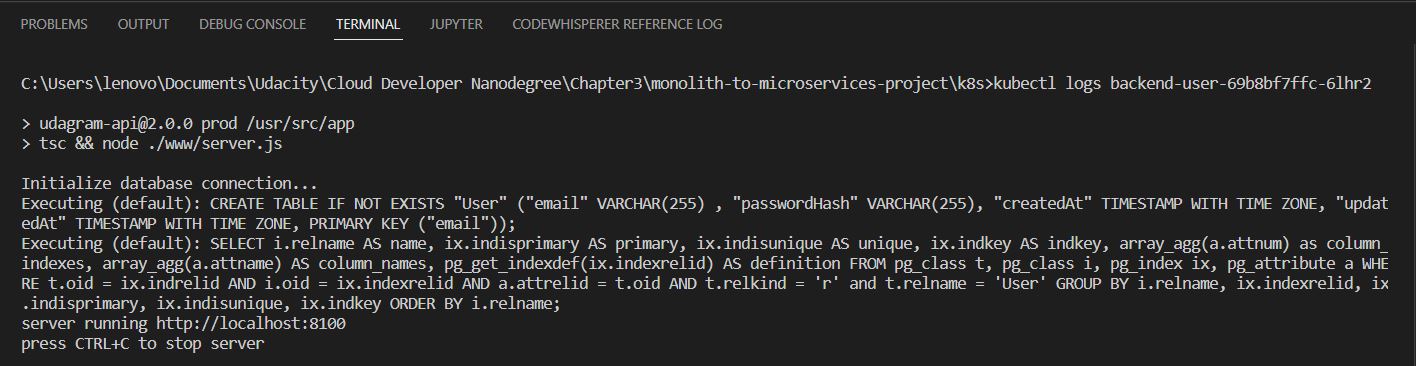 PROBLEMS OUTPUT DEBUG CONSOLE TERMINAL JUPYTER CODEWHISPERER REFERENCE LOG
C:\Users\lenovo\Documents\Udacity\Cloud Developer Nanodegree\Chapter3\monolith-to-microservices-project\k8s>kubectl logs backend-user-69b8bf7ffc-6lhr2
> udagram-api@2.0.0 prod /usr/src/app
> tsc && node ./www/server.js
Initialize database connection...
Executing (default): CREATE TABLE IF NOT EXISTS "User" ("email" VARCHAR(255) , "passwordHash" VARCHAR(255), "createdAt" TIMESTAMP WITH TIME ZONE, "updat
edAt" TIMESTAMP WITH TIME ZONE, PRIMARY KEY ("email"));
Executing (default): SELECT i.relname AS name, ix.indisprimary AS primary, ix.indisunique AS unique, ix.indkey AS indkey, array_agg(a.attnum) as column_
indexes, array_agg(a.attname) AS column_names, pg_get_indexdef(ix.indexrelid) AS definition FROM pg_class t, pg_class i, pg_index ix, pg_attribute a WHE
RE t.oid = ix.indrelid AND i.oid = ix.indexrelid AND a.attrelid = t.oid AND t.relkind = 'r' and t.relname = 'User' GROUP BY i.relname, ix.indexrelid, ix
.indisprimary, ix.indisunique, ix.indkey ORDER BY i.relname;
server running http://localhost:8100
press CTRL+C to stop server